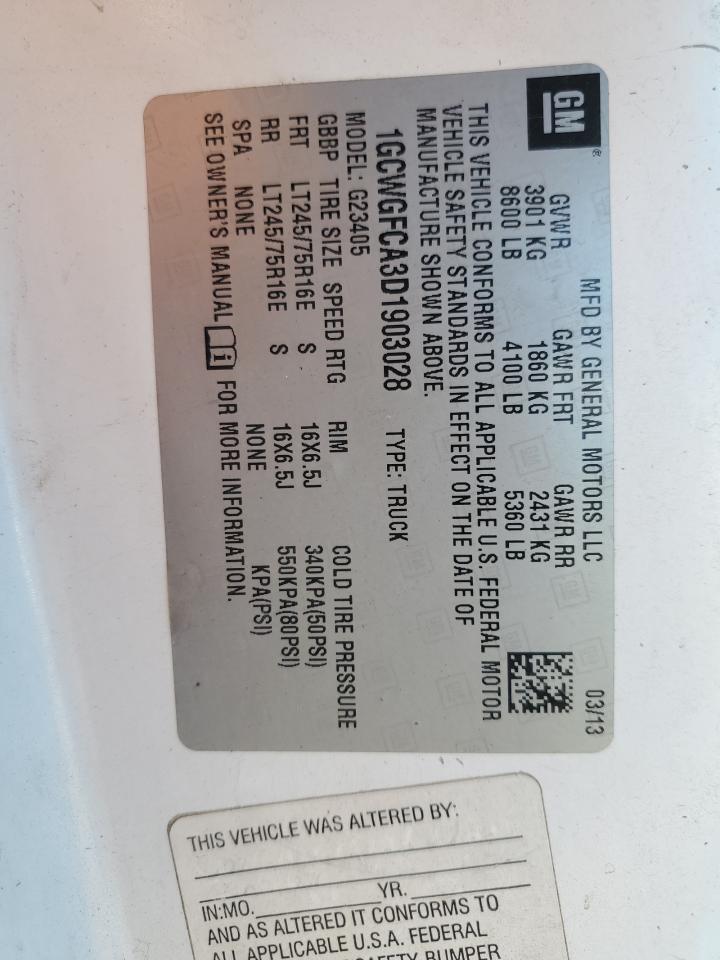 GM®
MFD BY GENERAL MOTORS LLC 03/13
GVWR GAWR FRT GAWR RR
3901 KG 1860 KG 2431 KG
8600 LB 4100 LB 5360 LB
THIS VEHICLE CONFORMS TO ALL APPLICABLE U.S. FEDERAL MOTOR
VEHICLE SAFETY STANDARDS IN EFFECT ON THE DATE OF
MANUFACTURE SHOWN ABOVE.
1GCWGFCA3D1903028 TYPE: TRUCK
MODEL: G23405
GBBP TIRE SIZE SPEED RTG RIM COLD TIRE PRESSURE
FRT LT245/75R16E S 16X6.5J 340KPA(50PSI)
RR LT245/75R16E S 16X6.5J 550KPA(80PSI)
SPA NONE NONE KPA(PSI)
SEE OWNER'S MANUAL i FOR MORE INFORMATION.
THIS VEHICLE WAS ALTERED BY:
IN:MO. YR.
AND AS ALTERED IT CONFORMS TO
ALL APPLICABLE U.S.A. FEDERAL
SAFETY BUMPER